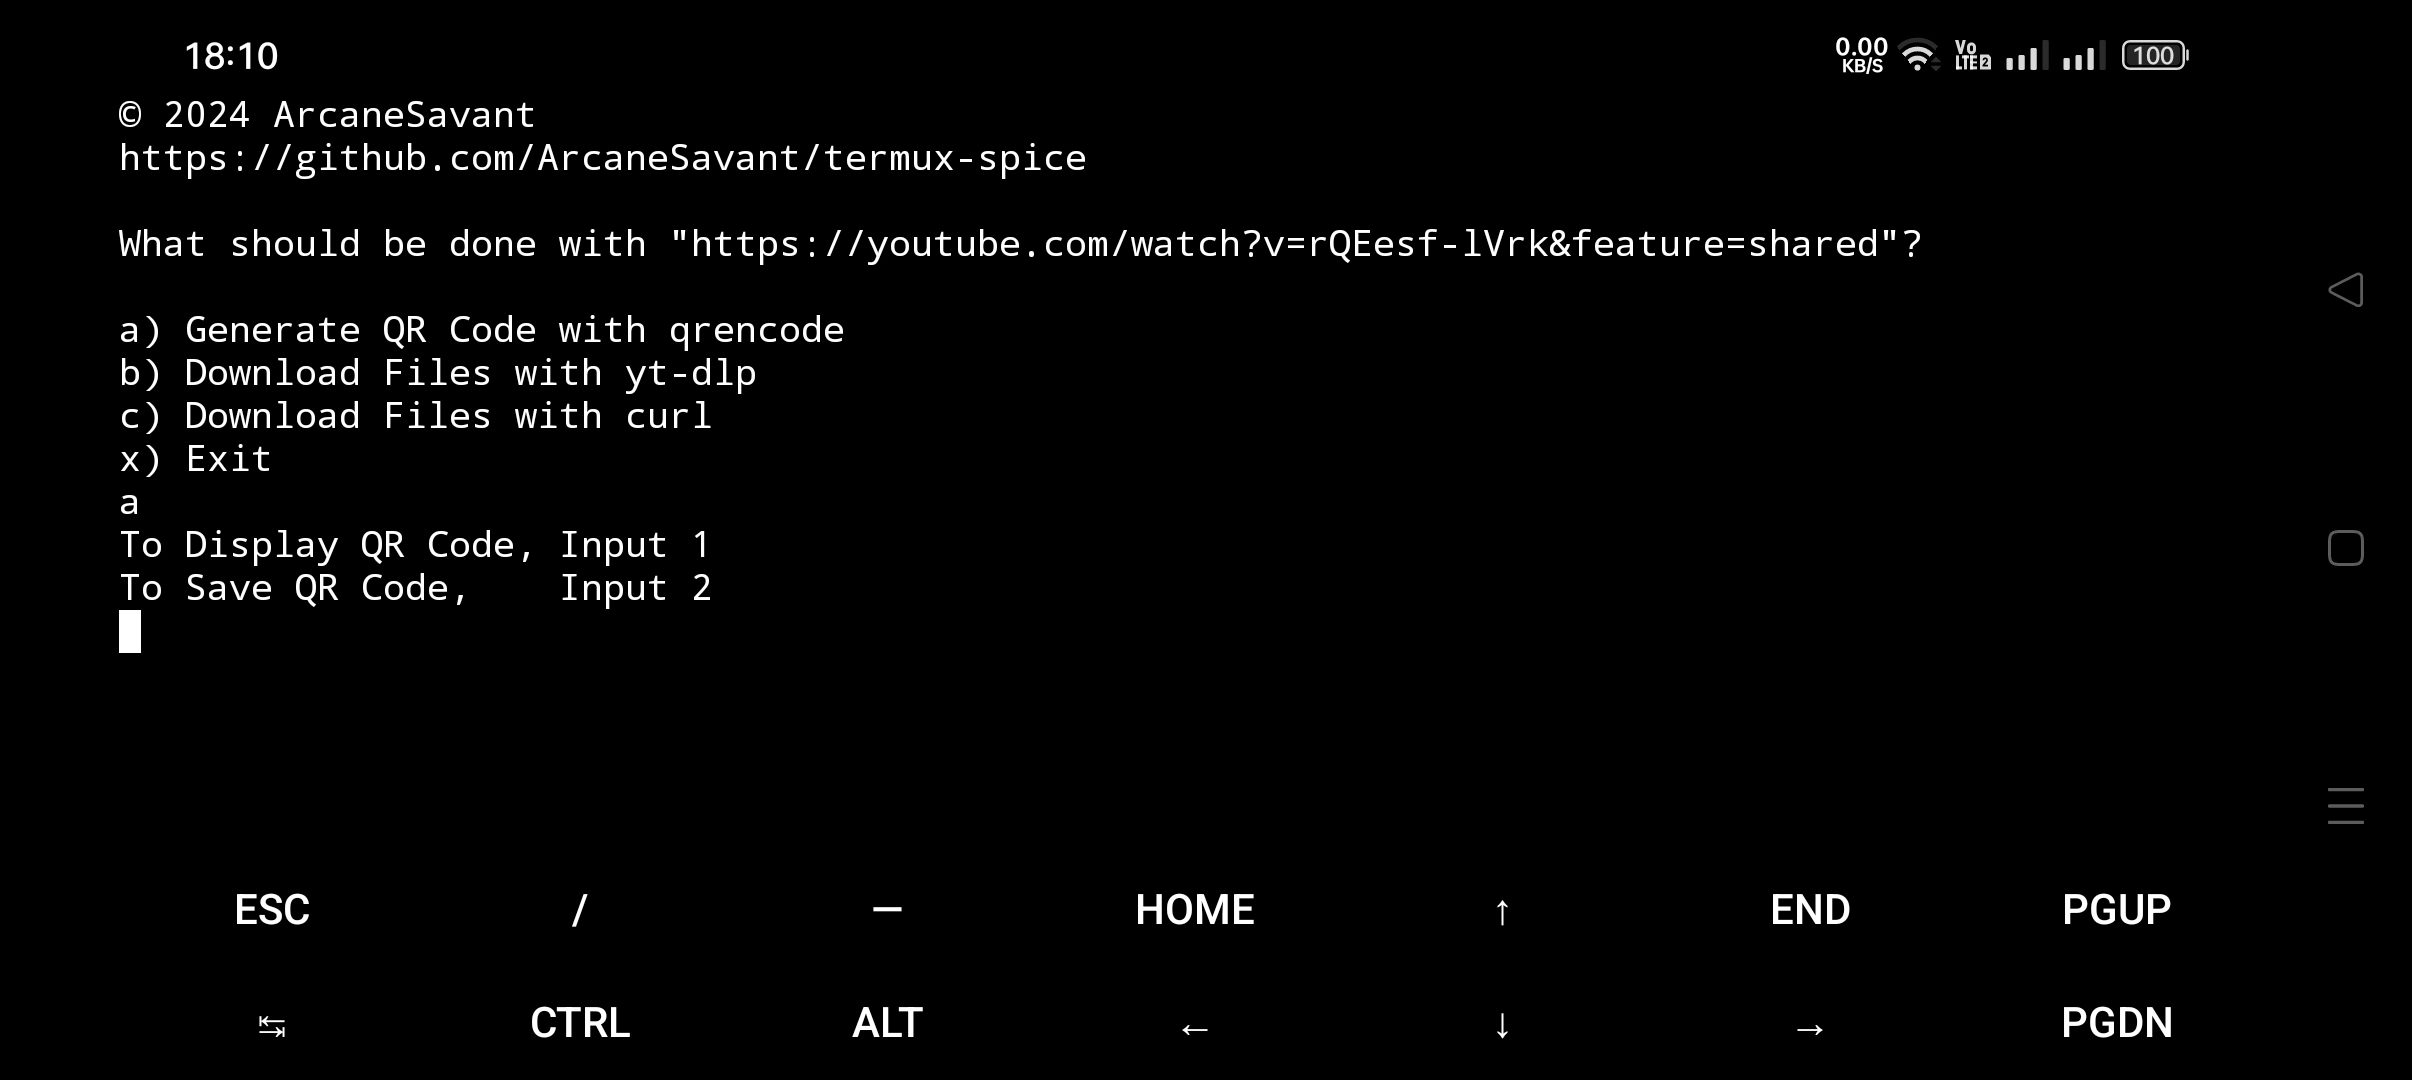 18:10
0.00 KB/S
Vo LTE 2
100
© 2024 ArcaneSavant
https://github.com/ArcaneSavant/termux-spice
What should be done with "https://youtube.com/watch?v=rQEesf-lVrk&feature=shared"?
a) Generate QR Code with qrencode
b) Download Files with yt-dlp
c) Download Files with curl
x) Exit
a
To Display QR Code, Input 1
To Save QR Code,    Input 2
ESC / — HOME ↑ END PGUP
↹ CTRL ALT ← ↓ → PGDN